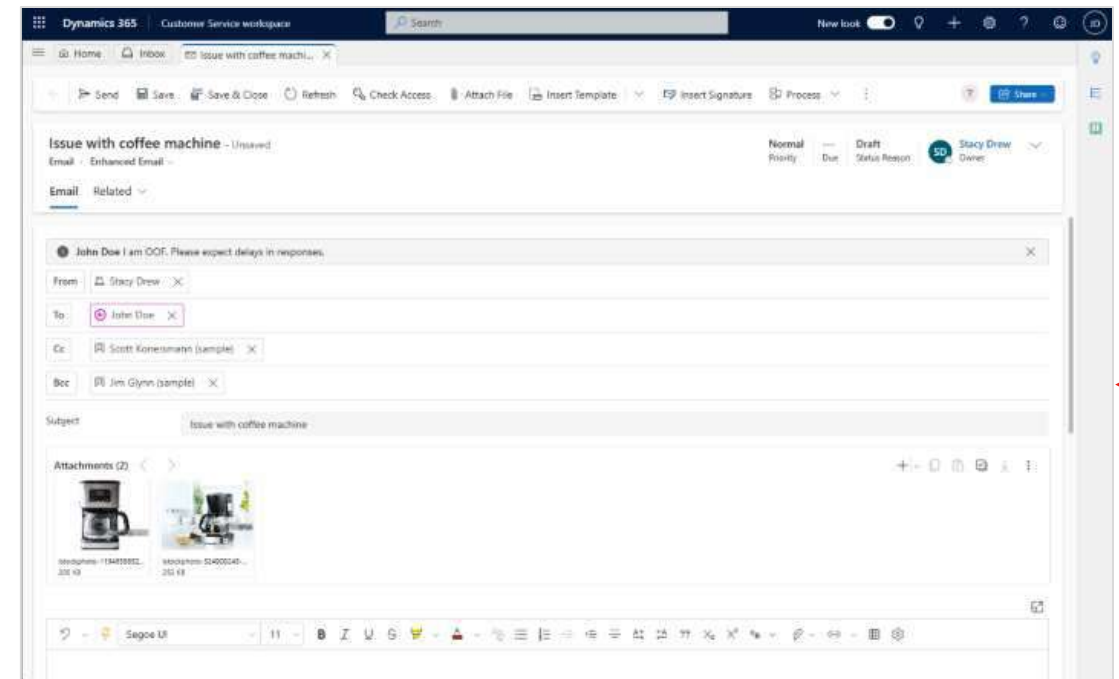 Dynamics 365 Customer Service workspace Search New look JD
Home Inbox Issue with coffee machi...
Send Save Save & Close Refresh Check Access Attach File Insert Template Insert Signature Process Share
Issue with coffee machine - Unsaved
Email · Enhanced Email
Normal
Priority
---
Due
Draft
Status Reason
SD
Stacy Drew
Owner
Email Related
John Doe I am OOF. Please expect delays in responses.
From Stacy Drew
To John Doe
Cc (sample)
Bcc Jim Glynn (sample)
Subject Issue with coffee machine
Attachments (2)
200 KB
Segoe UI 11 B I U S